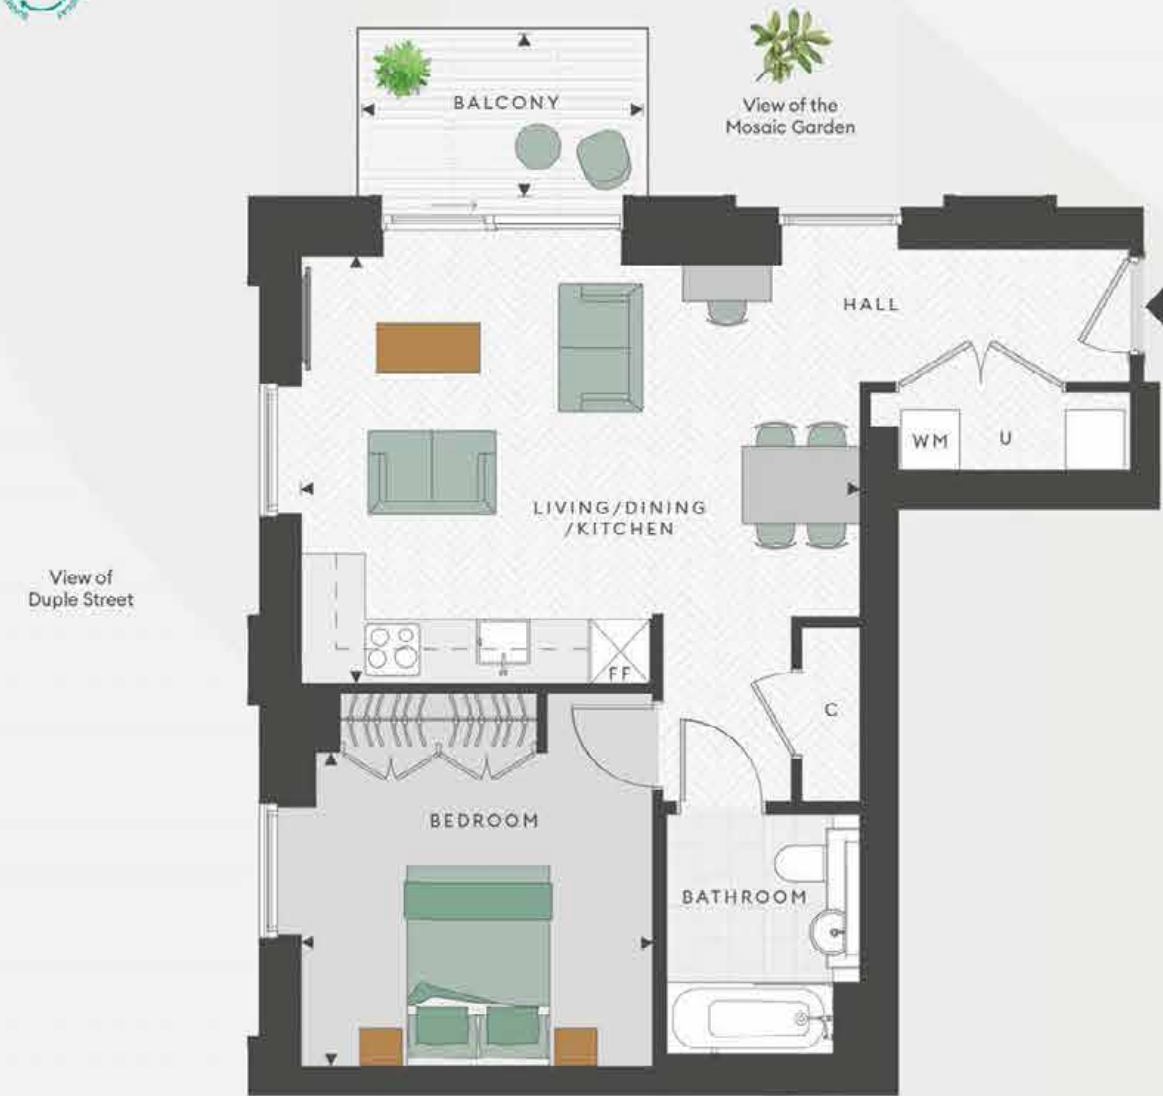 BALCONY
View of the
Mosaic Garden
HALL
WM
U
LIVING/DINING
/KITCHEN
View of
Duple Street
FF
C
BEDROOM
BATHROOM